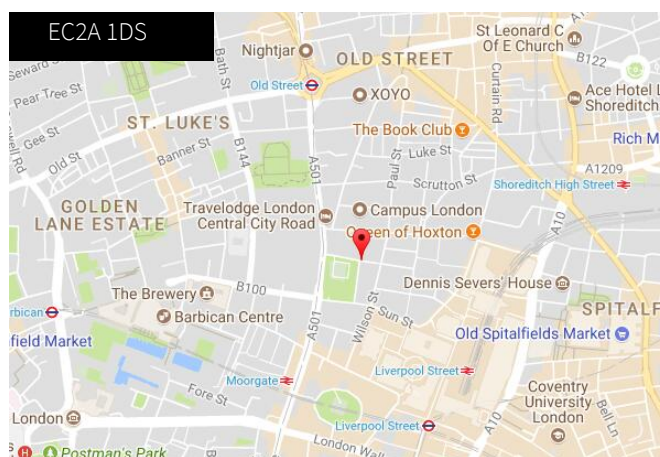 EC2A 1DS
Nightjar
OLD STREET
St Leonard C
Of E Church
B122
Seward St
Bath St
Pear Tree St
Old Street
XOYO
Curtain Rd
Ace Hotel L
Shoreditch
ST. LUKE'S
Gee St
The Book Club
Rich M
Old St
Banner St
Luke St
B144
A501
Paul St
A1209
Scrutton St
Shoreditch High Street
GOLDEN
LANE ESTATE
Travelodge London
Central City Road
Campus London
A10
Queen of Hoxton
Dennis Severs' House
The Brewery
B100
SPITALF
rbican
Barbican Centre
A501
Wilson St
Sun St
field Market
Old Spitalfields Market
Moorgate
Liverpool Street
Fore St
Coventry
University
London
A10
Bell Ln
London
Liverpool Street
London Wall
Postman's Park
H